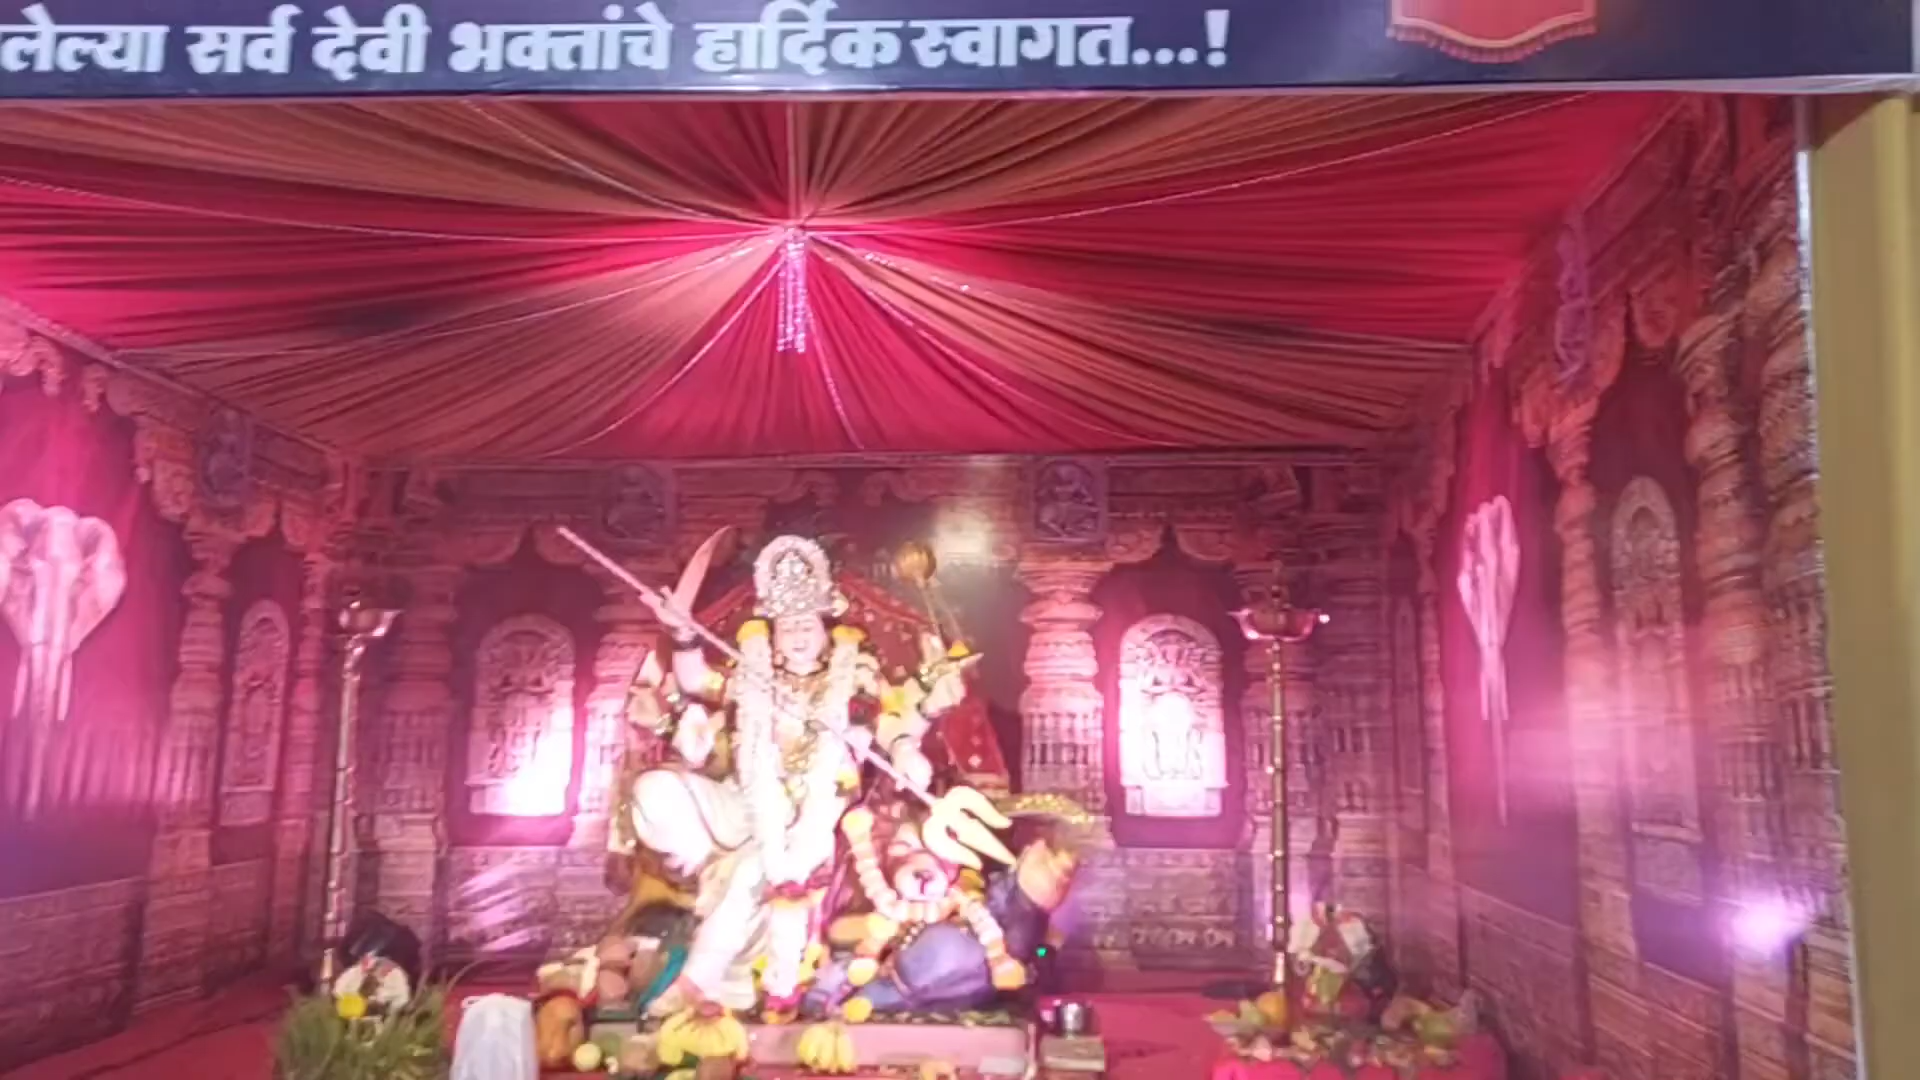 लेल्या सर्व देवी भक्तांचे हार्दिक स्वागत...!